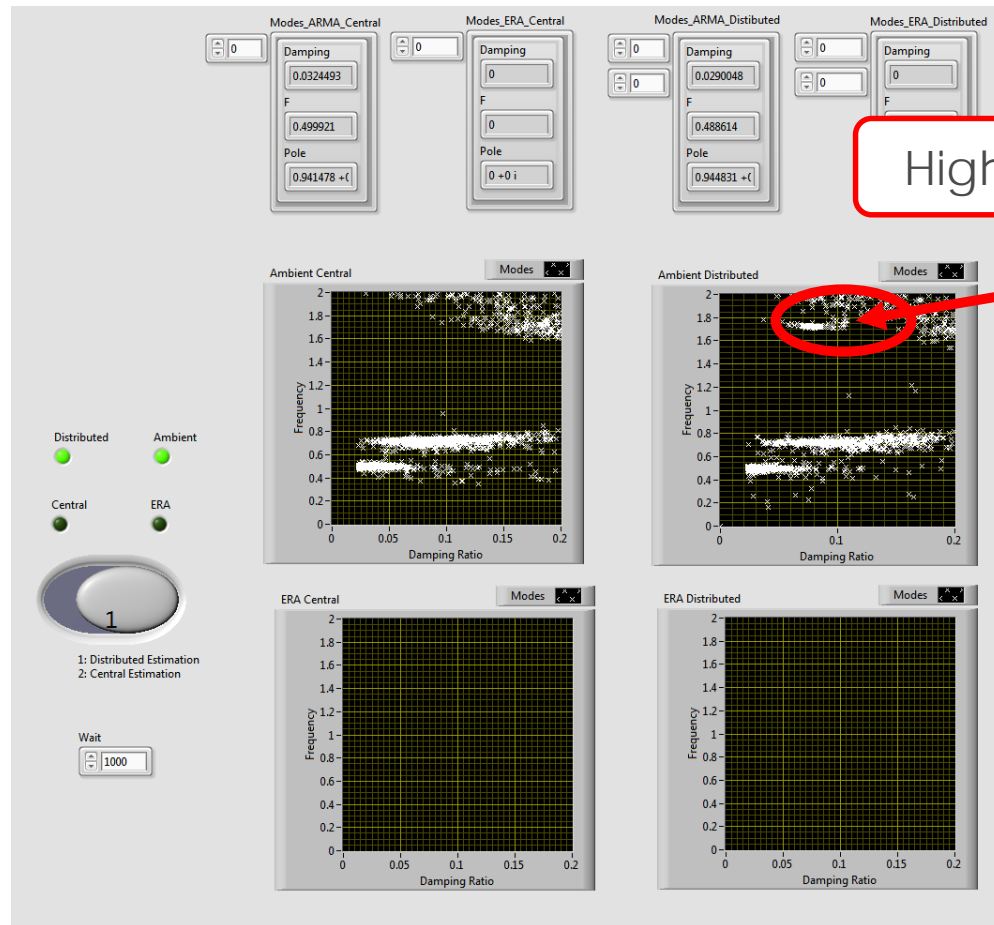 Modes_ARMA_Central
Modes_ERA_Central
Modes_ARMA_Distibuted
Modes_ERA_Distributed
0
Damping
0.0324493
F
0.499921
Pole
0.941478 +(
0
Damping
0
F
0
Pole
0 +0 i
0
0
Damping
0.0290048
F
0.488614
Pole
0.944831 +(
0
0
Damping
0
F
High
Ambient Central
Modes
2
1.8
1.6
1.4
1.2
1
0.8
0.6
0.4
0.2
0
Frequency
0 0.05 0.1 0.15 0.2
Damping Ratio
Ambient Distributed
Modes
2
1.8
1.6
1.4
1.2
1
0.8
0.6
0.4
0.2
0
Frequency
0 0.1 0.2
Damping Ratio
Distributed Ambient
Central ERA
1
1: Distributed Estimation
2: Central Estimation
Wait
1000
ERA Central
Modes
2
1.8
1.6
1.4
1.2
1
0.8
0.6
0.4
0.2
0
Frequency
0 0.05 0.1 0.15 0.2
Damping Ratio
ERA Distributed
Modes
2
1.8
1.6
1.4
1.2
1
0.8
0.6
0.4
0.2
0
Frequency
0 0.05 0.1 0.15 0.2
Damping Ratio